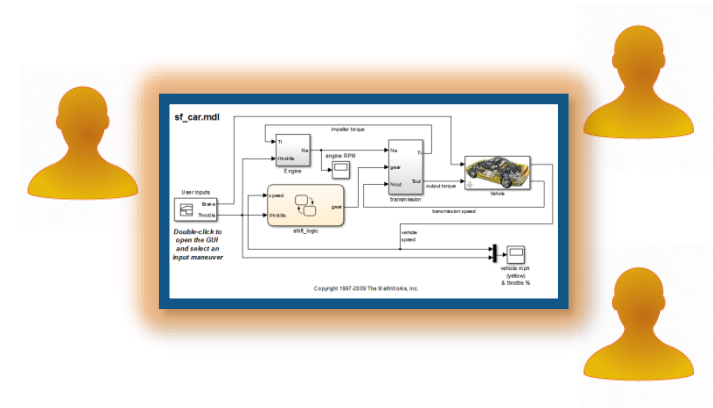 sf_car.mdl
impeller torque
Ti
throttle
Ne
Engine
engine RPM
Ne
gear
Nout
Ti
Tout
transmission
output torque
Vehicle
transmission speed
User Inputs
Brake
Throttle
speed
throttle
gear
shift_logic
Double-click to
open the GUI
and select an
input maneuver
vehicle
speed
vehicle mph
(yellow)
& throttle %
Copyright 1997-2009 The MathWorks, Inc.